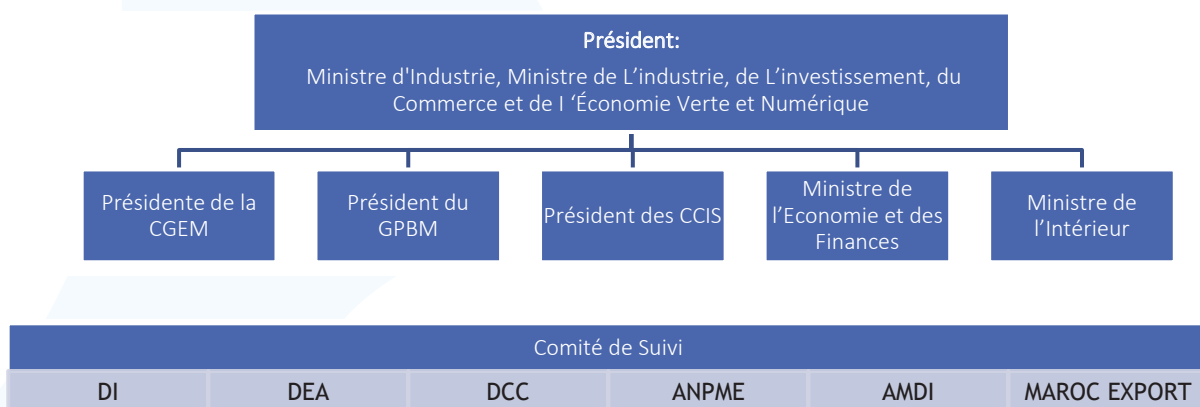 Président:
Ministre d'Industrie, Ministre de L’industrie, de L’investissement, du
Commerce et de I ‘Économie Verte et Numérique
Présidente de la
CGEM
Président du
GPBM
Président des CCIS
Ministre de
l’Economie et des
Finances
Ministre de
l’Intérieur
Comité de Suivi
DI
DEA
DCC
ANPME
AMDI
MAROC EXPORT